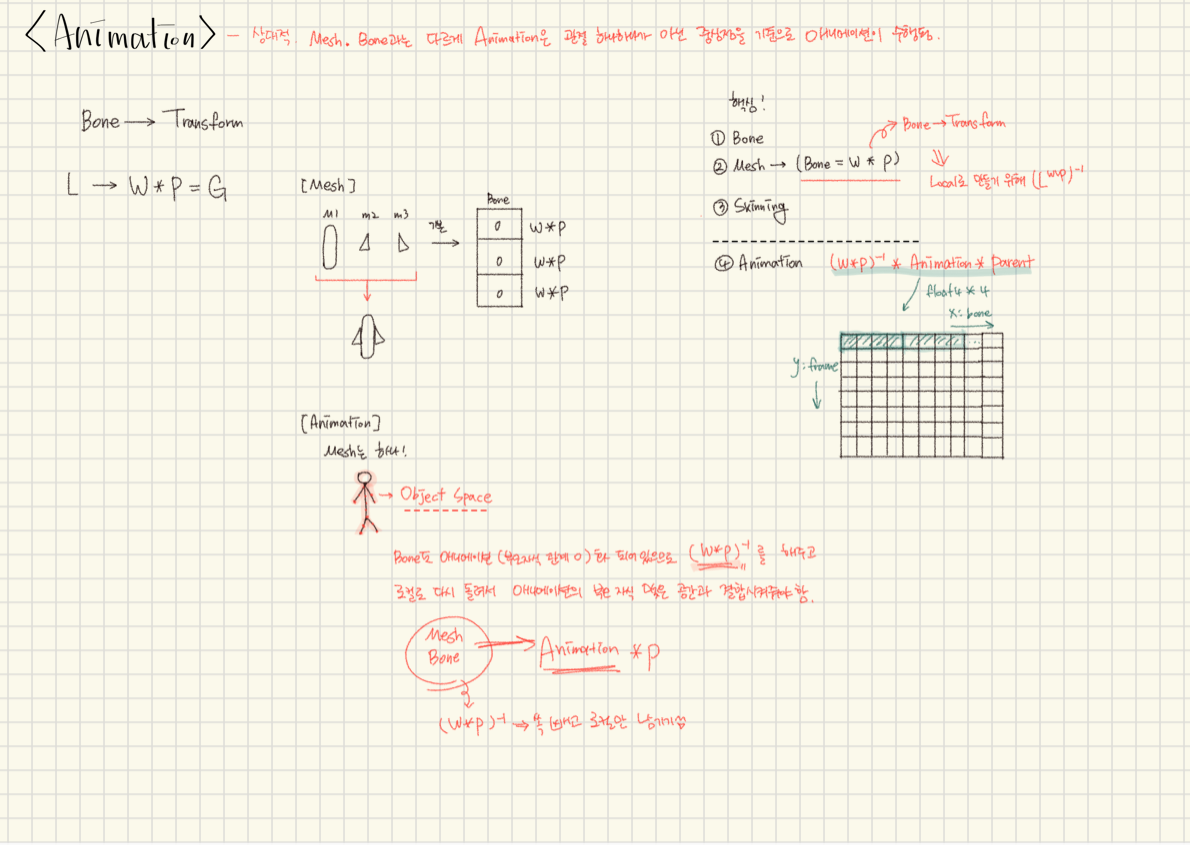 <Animation> - 상대적. Mesh. Bone과는 다르게 Animation은 관절 하나하나가 아닌 중심점을 기준으로 애니메이션이 수행됨.
Bone → Transform
L → W * P = G
[Mesh]
M1 m2 m3
기본 →
Bone
0 W*P
0 W*P
0 W*P
핵심!
① Bone
② Mesh → (Bone = W * P)
Bone → Transform
Local로 만들기 위해 (L W*P)⁻¹
③ Skinning
④ Animation (W*P)⁻¹ * Animation * Parent
float4 * 4
x: bone
y: frame
[Animation]
Mesh는 하나!
→ Object Space
Bone도 애니메이션 (부모자식 관계 O)화 되어있으므로 (W*P)⁻¹를 해주고
로컬로 다시 돌려서 애니메이션의 부모 자식 공간과 결합시켜줘야함.
Mesh
Bone
Animation * P
(W*P)⁻¹ → 쏙 빼고 로컬만 남기기